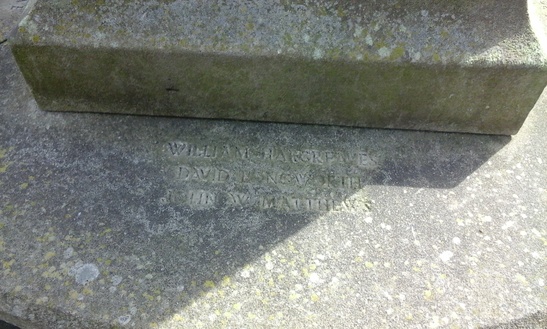 WILLIAM HARGREAVES
DAVID LONGWORTH
JOHN W. MATTHEWS